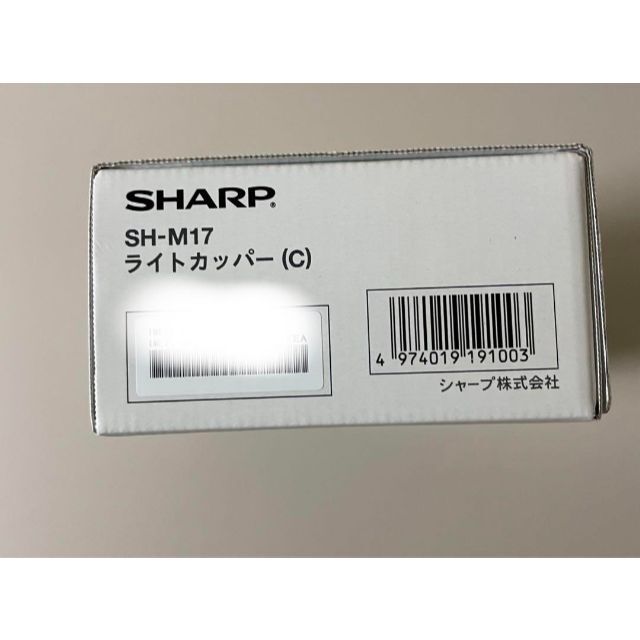 SHARP®
SH-M17
ライトカッパー (C)
4 974019 191003
シャープ株式会社